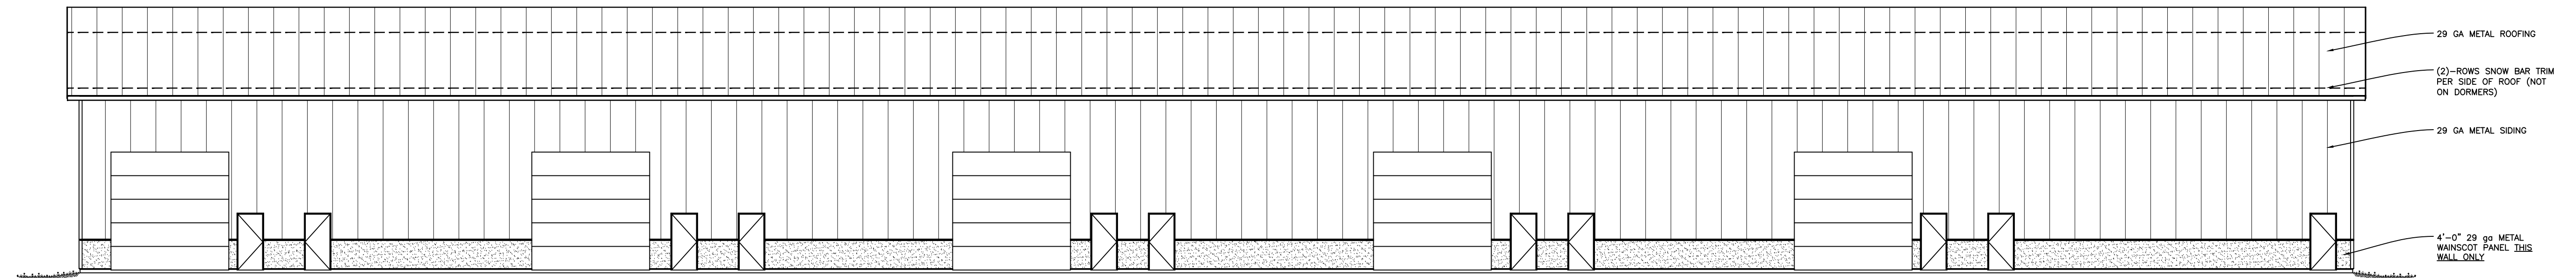 29 GA METAL ROOFING
(2)-ROWS SNOW BAR TRIM
PER SIDE OF ROOF (NOT
ON DORMERS)
29 GA METAL SIDING
4'-0" 29 ga METAL
WAINSCOT PANEL THIS
WALL ONLY